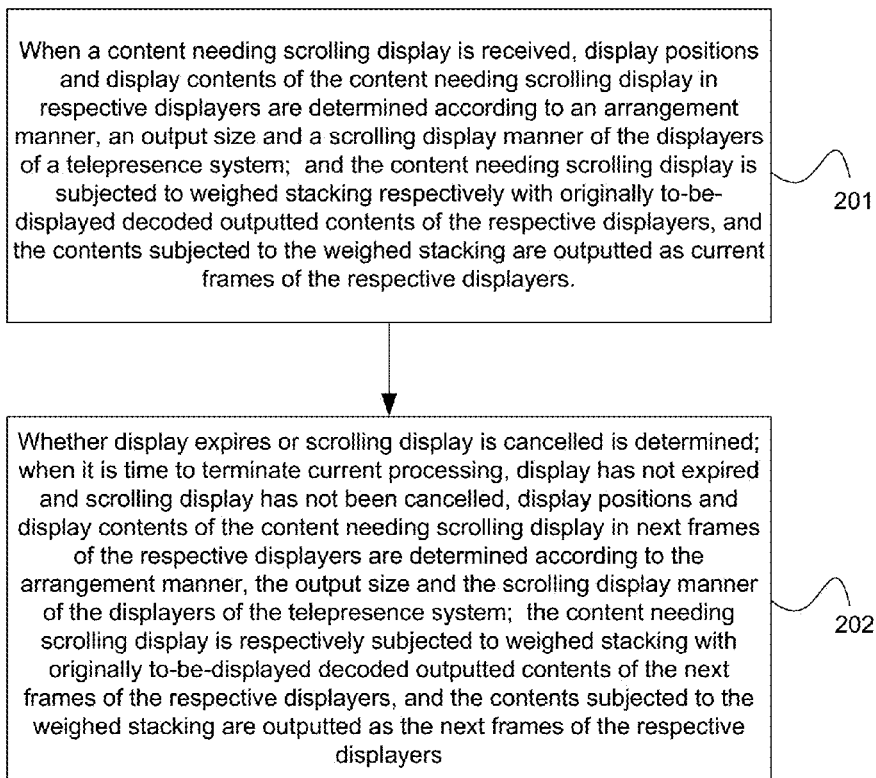 When a content needing scrolling display is received, display positions
and display contents of the content needing scrolling display in
respective displayers are determined according to an arrangement
manner, an output size and a scrolling display manner of the displayers
of a telepresence system; and the content needing scrolling display is
subjected to weighed stacking respectively with originally to-be-
displayed decoded outputted contents of the respective displayers, and
the contents subjected to the weighed stacking are outputted as current
frames of the respective displayers.
201
Whether display expires or scrolling display is cancelled is determined;
when it is time to terminate current processing, display has not expired
and scrolling display has not been cancelled, display positions and
display contents of the content needing scrolling display in next frames
of the respective displayers are determined according to the
arrangement manner, the output size and the scrolling display manner
of the displayers of the telepresence system; the content needing
scrolling display is respectively subjected to weighed stacking with
originally to-be-displayed decoded outputted contents of the next
frames of the respective displayers, and the contents subjected to the
weighed stacking are outputted as the next frames of the respective
displayers
202